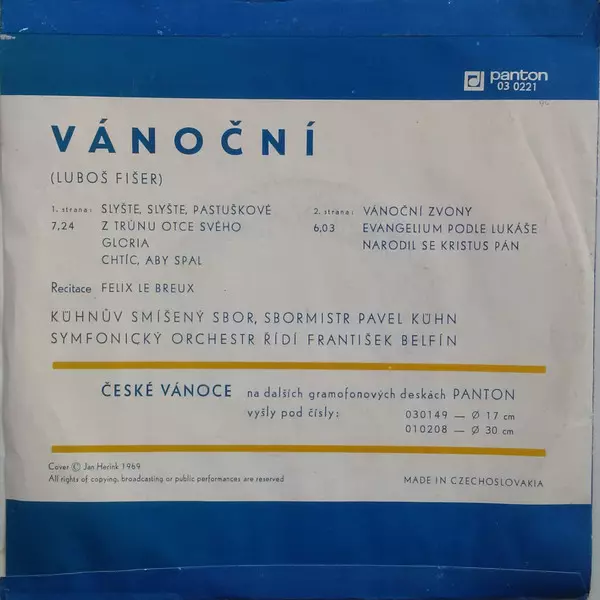 panton
03 0221
VÁNOČNÍ
(LUBOŠ FIŠER)
1. strana: SLYŠTE, SLYŠTE, PASTUŠKOVÉ
7,24 Z TRŮNU OTCE SVÉHO
GLORIA
CHTÍC, ABY SPAL
2. strana: VÁNOČNÍ ZVONY
6,03 EVANGELIUM PODLE LUKÁŠE
NARODIL SE KRISTUS PÁN
Recitace FELIX LE BREUX
KÜHNŮV SMÍŠENÝ SBOR, SBORMISTR PAVEL KÜHN
SYMFONICKÝ ORCHESTR ŘÍDÍ FRANTIŠEK BELFÍN
ČESKÉ VÁNOCE na dalších gramofonových deskách PANTON
vyšly pod čísly: 030149 — Ø 17 cm
010208 — Ø 30 cm
Cover © Jan Herink 1969
All rights of copying, broadcasting or public performances are reserved
MADE IN CZECHOSLOVAKIA